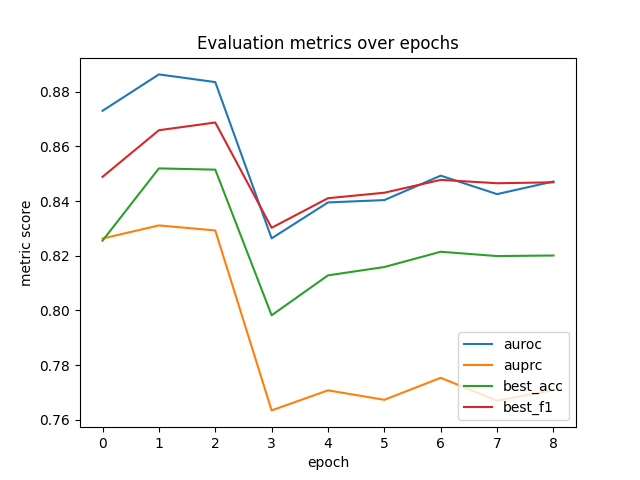 Evaluation metrics over epochs
metric score
0.88
0.86
0.84
0.82
0.80
0.78
0.76
auroc
auprc
best_acc
best_f1
0 1 2 3 4 5 6 7 8
epoch